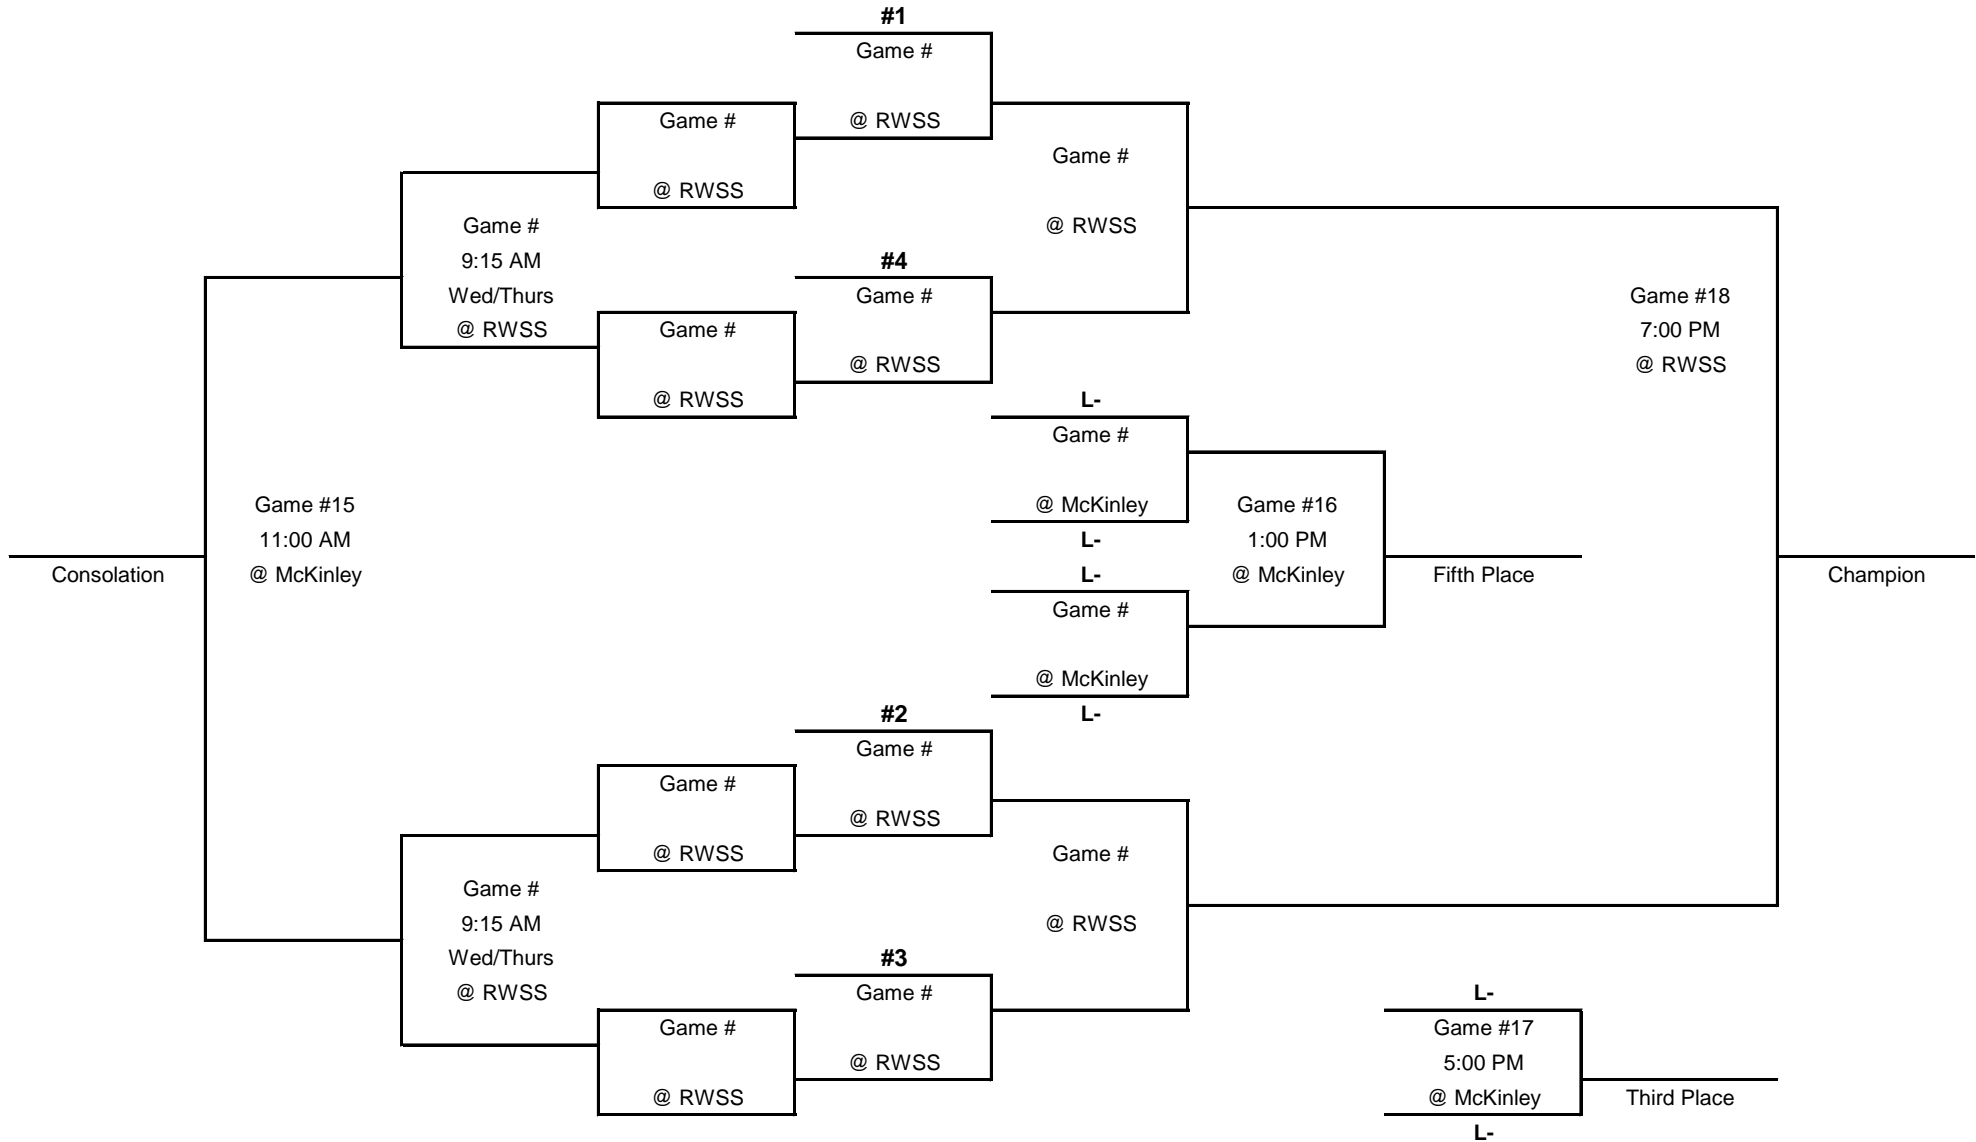 #1
Game #
@ RWSS
Game #
@ RWSS
Game #
@ RWSS
Game #
9:15 AM
Wed/Thurs
@ RWSS
#4
Game #
@ RWSS
Game #
@ RWSS
Game #18
7:00 PM
@ RWSS
L-
Game #
@ McKinley
L-
Game #15
11:00 AM
@ McKinley
Consolation
Game #16
1:00 PM
@ McKinley
Fifth Place
Champion
L-
Game #
@ McKinley
L-
#2
Game #
@ RWSS
Game #
@ RWSS
Game #
@ RWSS
Game #
9:15 AM
Wed/Thurs
@ RWSS
#3
Game #
@ RWSS
Game #
@ RWSS
L-
Game #17
5:00 PM
@ McKinley
L-
Third Place